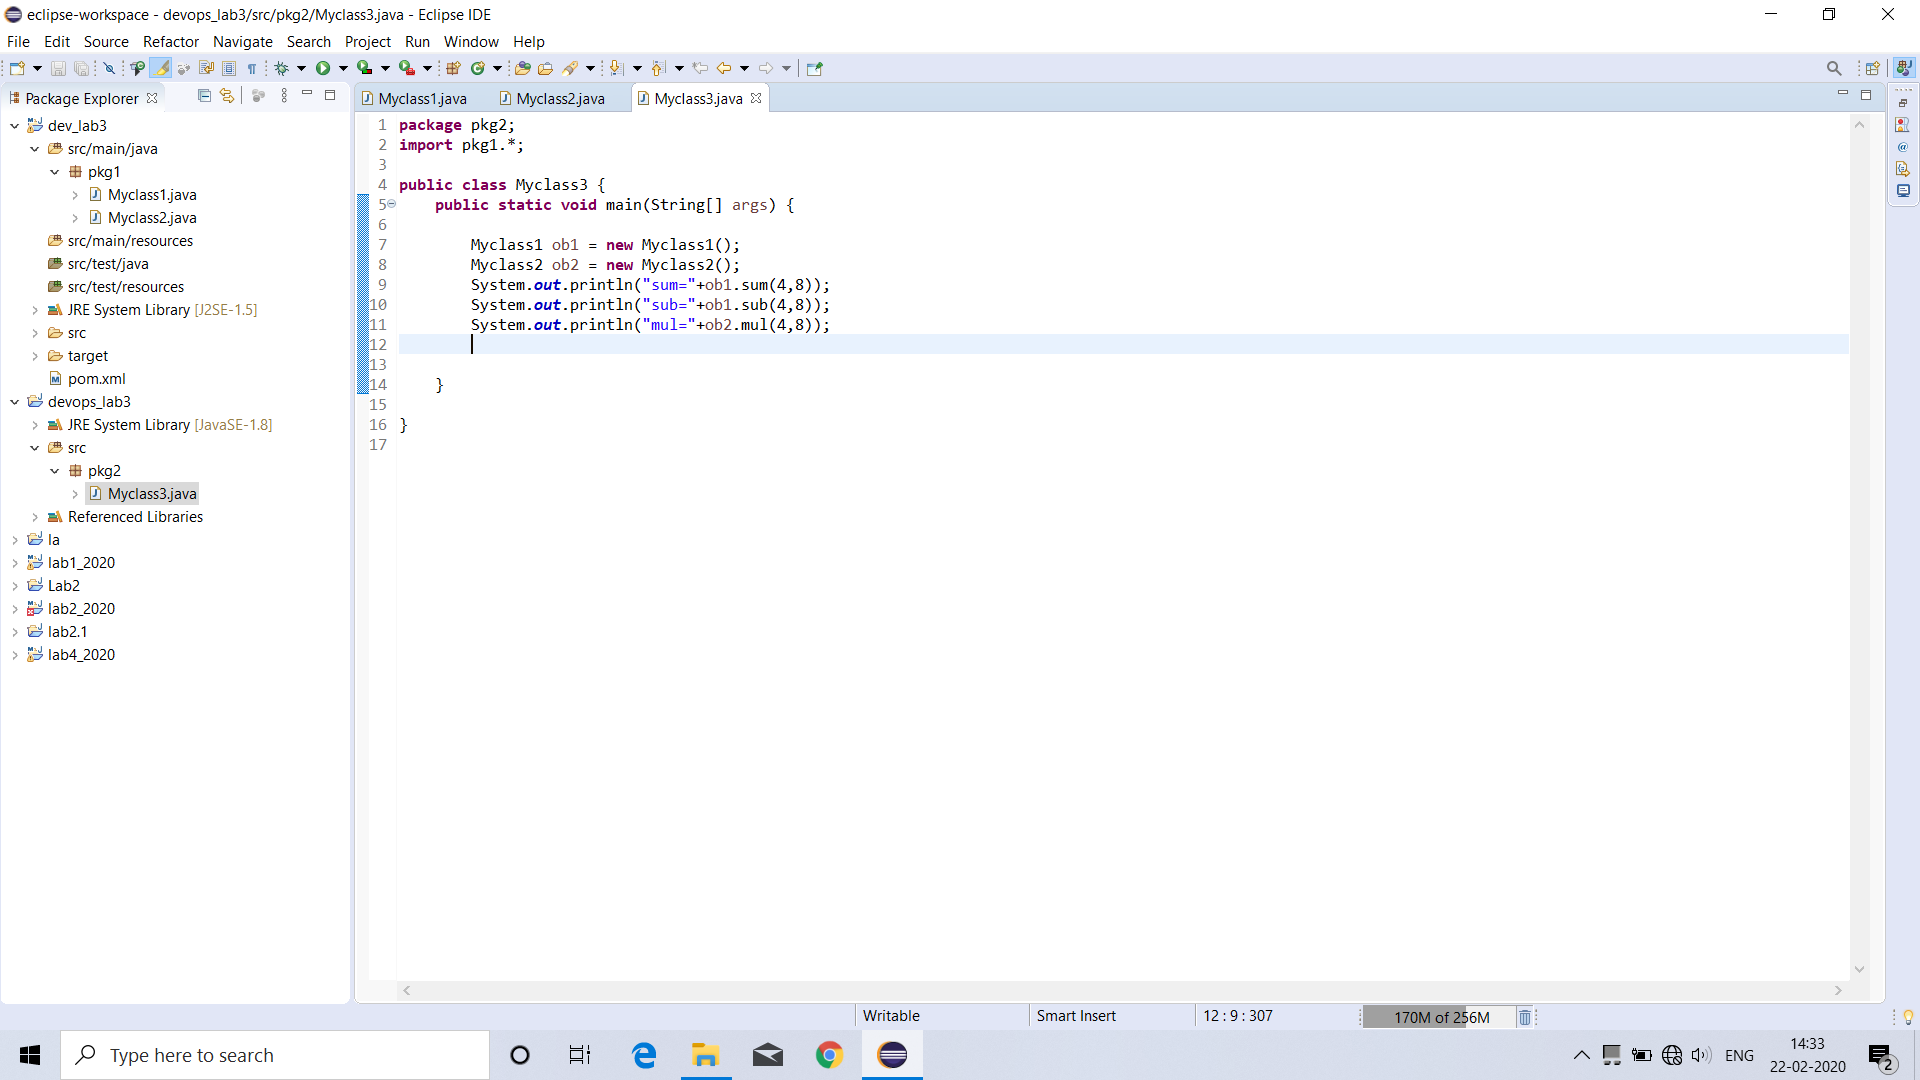 eclipse-workspace - devops_lab3/src/pkg2/Myclass3.java - Eclipse IDE
File Edit Source Refactor Navigate Search Project Run Window Help
Package Explorer
dev_lab3
src/main/java
pkg1
Myclass1.java
Myclass2.java
src/main/resources
src/test/java
src/test/resources
JRE System Library [J2SE-1.5]
src
target
pom.xml
devops_lab3
JRE System Library [JavaSE-1.8]
src
pkg2
Myclass3.java
Referenced Libraries
la
lab1_2020
Lab2
lab2_2020
lab2.1
lab4_2020
Myclass1.java Myclass2.java Myclass3.java
1 package pkg2;
2 import pkg1.*;
3
4 public class Myclass3 {
5 public static void main(String[] args) {
6
7 Myclass1 ob1 = new Myclass1();
8 Myclass2 ob2 = new Myclass2();
9 System.out.println("sum="+ob1.sum(4,8));
10 System.out.println("sub="+ob1.sub(4,8));
11 System.out.println("mul="+ob2.mul(4,8));
12
13
14 }
15
16 }
17
Writable Smart Insert 12 : 9 : 307 170M of 256M
Type here to search
ENG
14:33
22-02-2020
2